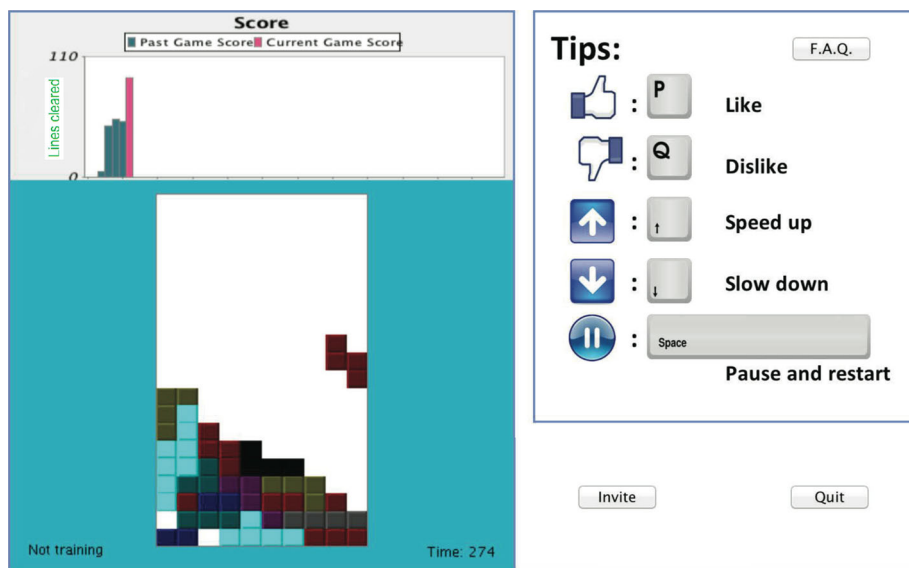 Score
Past Game Score Current Game Score
110
Lines cleared
0
Not training
Time: 274
Tips:
F.A.Q.
: P Like
: Q Dislike
: ↑ Speed up
: ↓ Slow down
: Space
Pause and restart
Invite
Quit